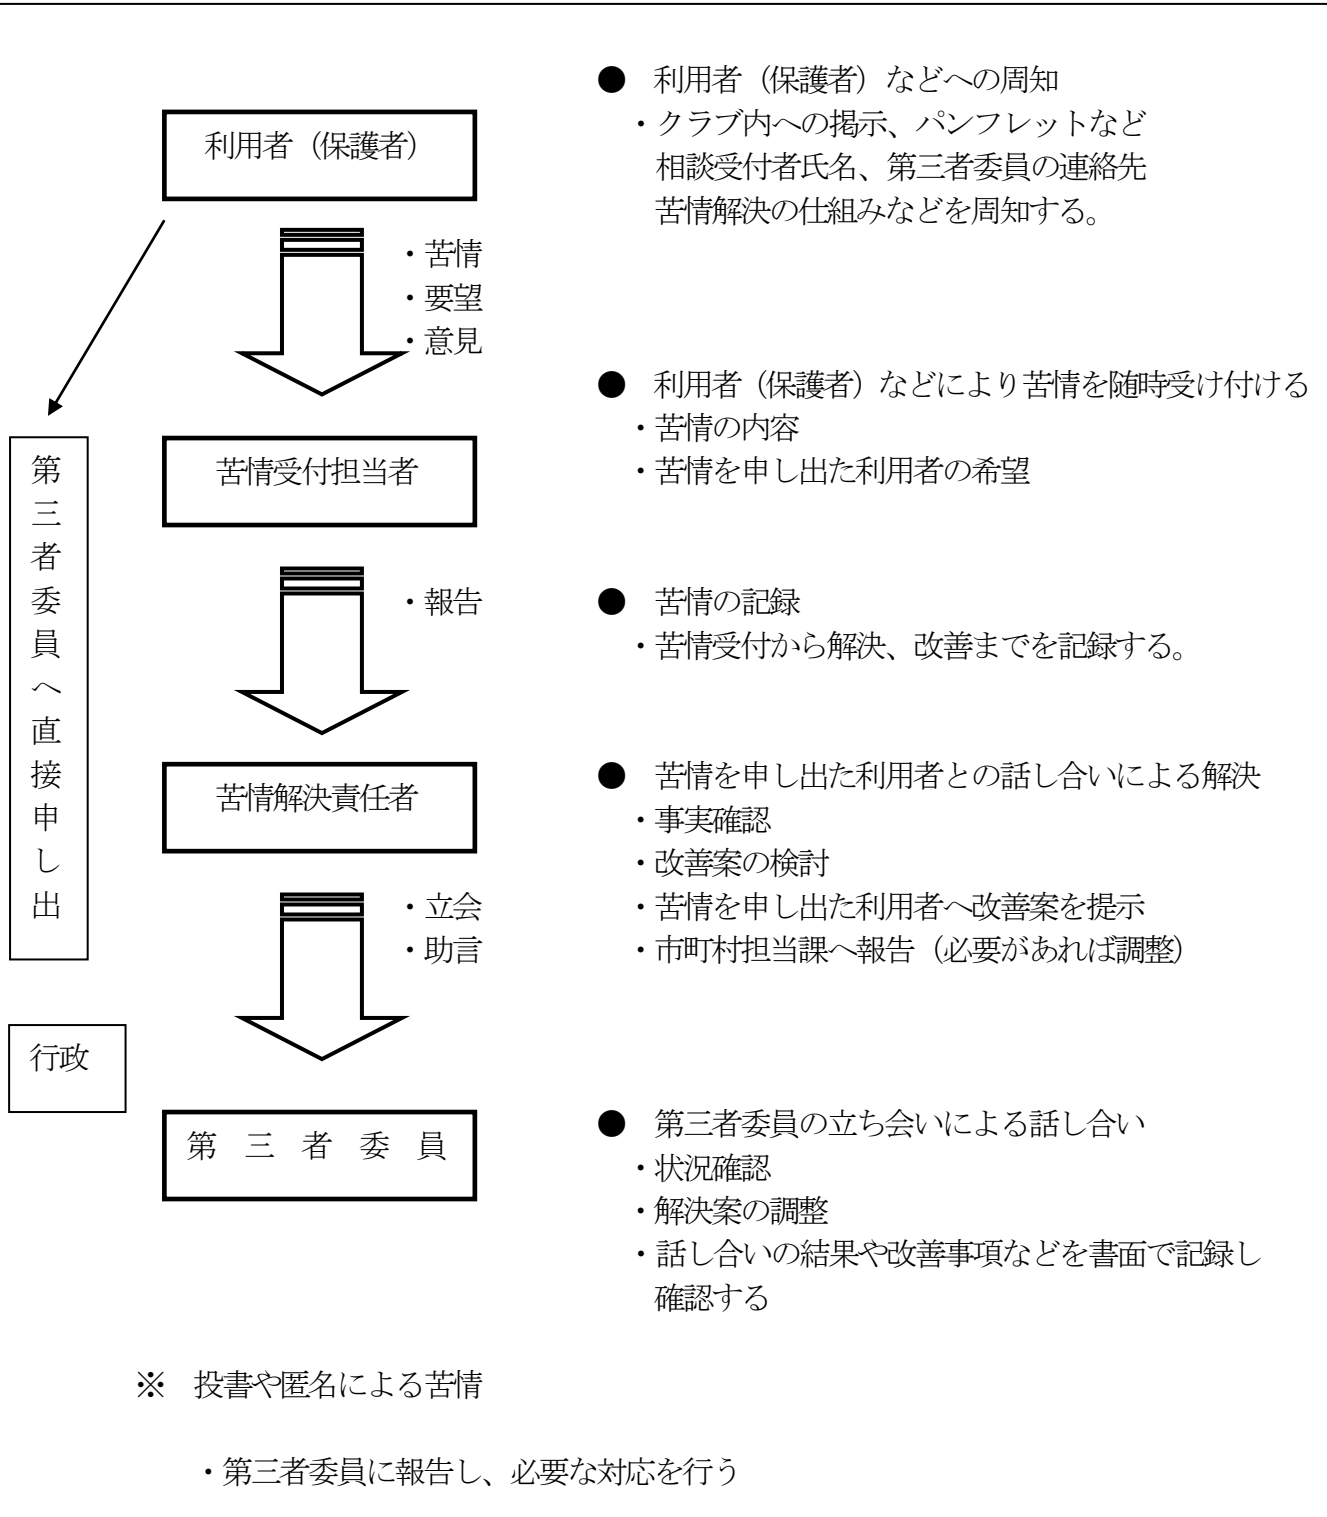 利用者（保護者）
・苦情
・要望
・意見
● 利用者（保護者）などへの周知
・クラブ内への掲示、パンフレットなど
相談受付者氏名、第三者委員の連絡先
苦情解決の仕組みなどを周知する。
第三者委員へ直接申し出
苦情受付担当者
● 利用者（保護者）などにより苦情を随時受け付ける
・苦情の内容
・苦情を申し出た利用者の希望
・報告
● 苦情の記録
・苦情受付から解決、改善までを記録する。
苦情解決責任者
・立会
・助言
● 苦情を申し出た利用者との話し合いによる解決
・事実確認
・改善案の検討
・苦情を申し出た利用者へ改善案を提示
・市町村担当課へ報告（必要があれば調整）
行政
第 三 者 委 員
● 第三者委員の立ち会いによる話し合い
・状況確認
・解決案の調整
・話し合いの結果や改善事項などを書面で記録し
確認する
※ 投書や匿名による苦情
・第三者委員に報告し、必要な対応を行う